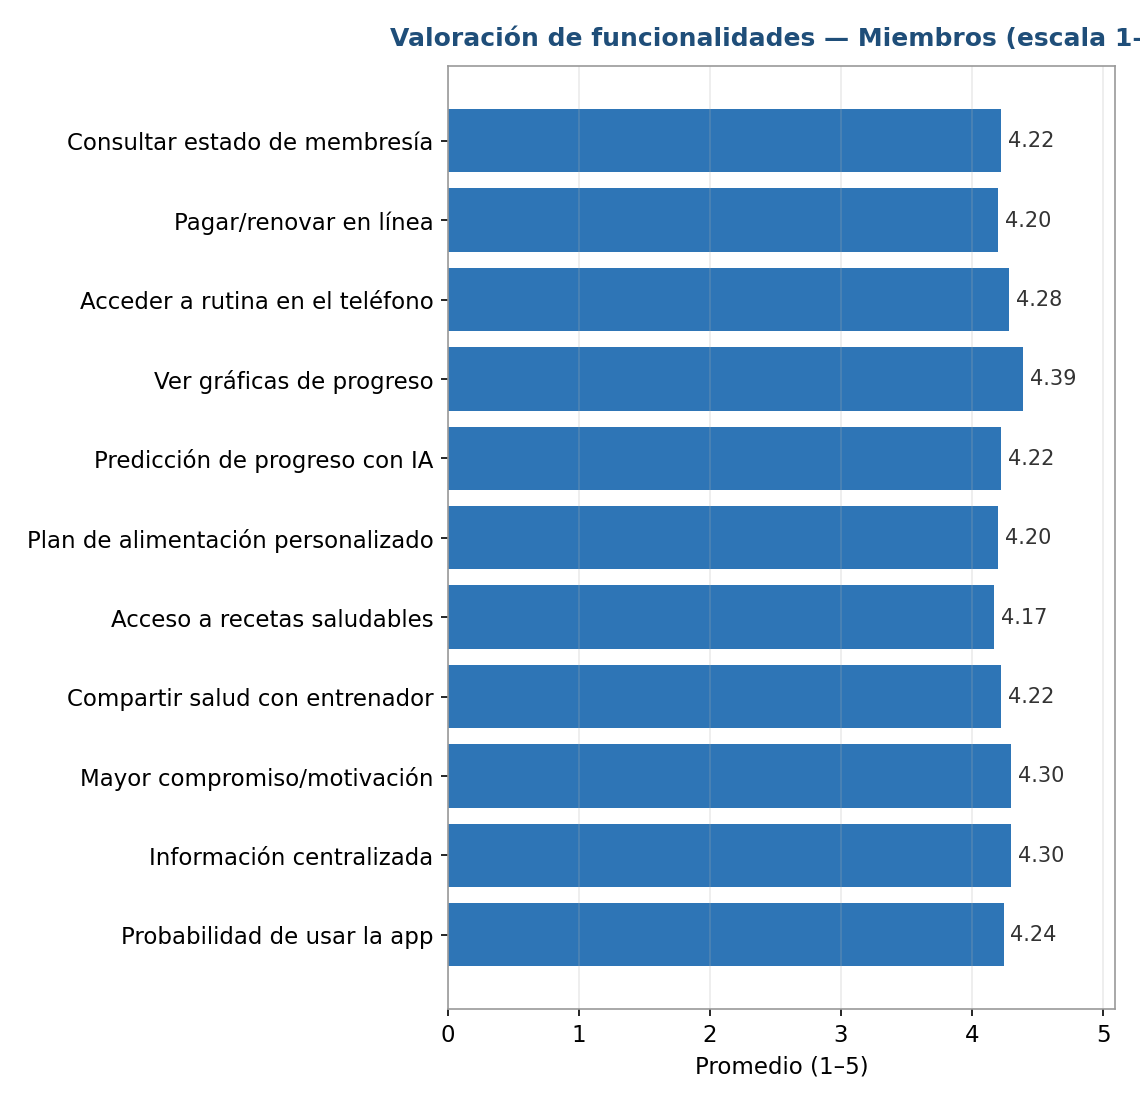 Valoración de funcionalidades — Miembros (escala 1–
Consultar estado de membresía 4.22
Pagar/renovar en línea 4.20
Acceder a rutina en el teléfono 4.28
Ver gráficas de progreso 4.39
Predicción de progreso con IA 4.22
Plan de alimentación personalizado 4.20
Acceso a recetas saludables 4.17
Compartir salud con entrenador 4.22
Mayor compromiso/motivación 4.30
Información centralizada 4.30
Probabilidad de usar la app 4.24
0 1 2 3 4 5
Promedio (1–5)